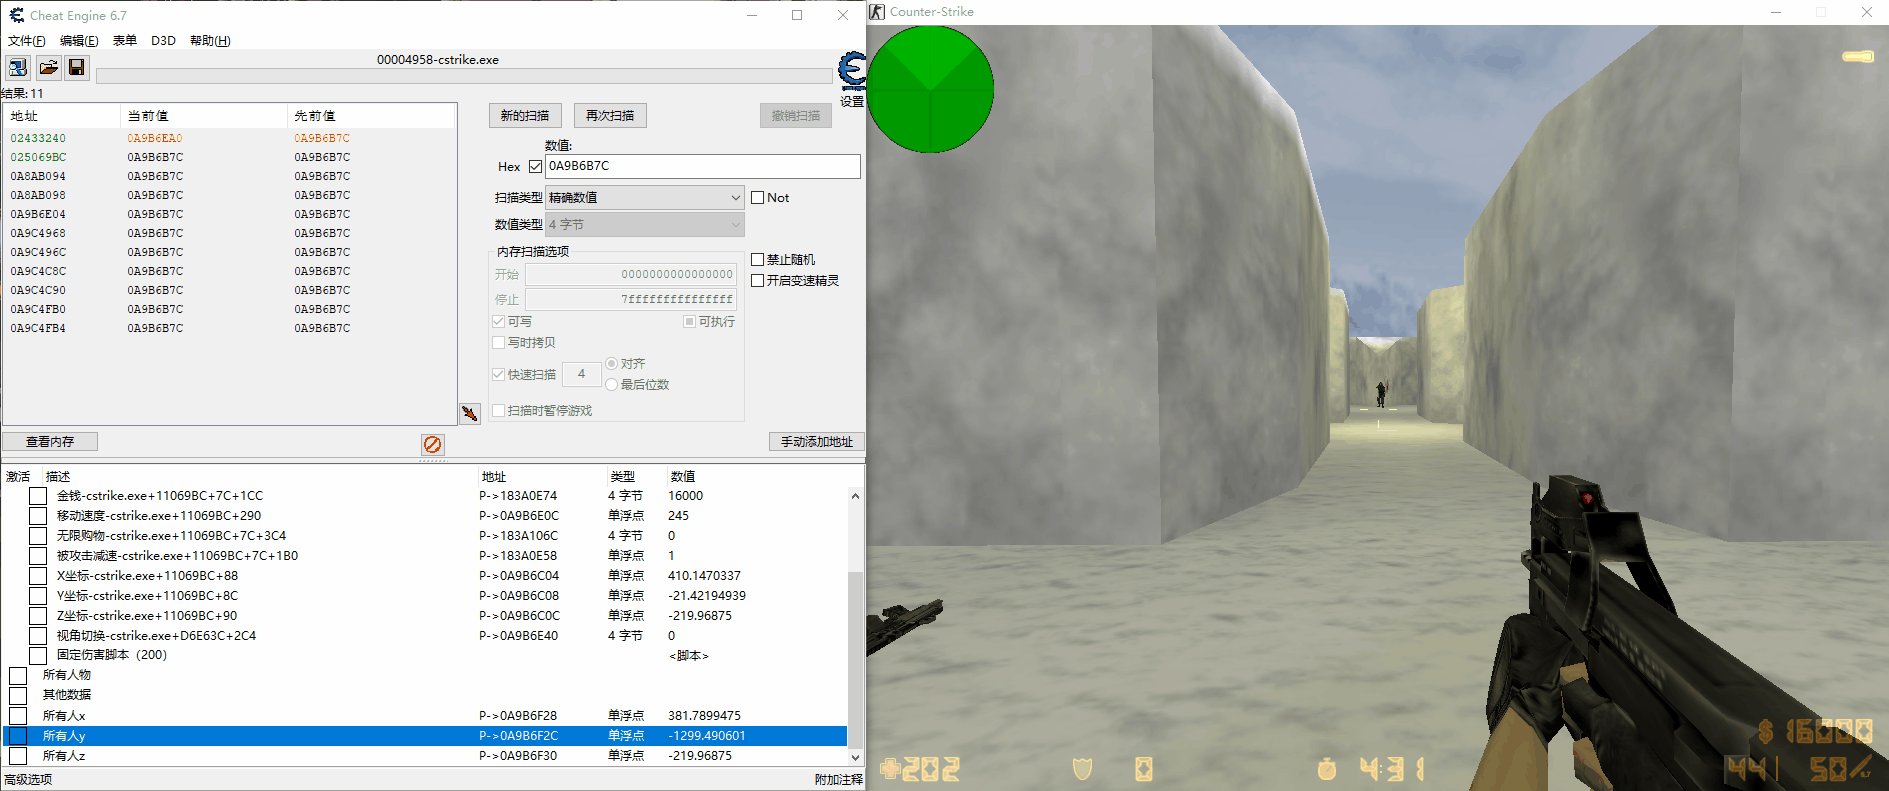 Cheat Engine 6.7
文件(F) 编辑(E) 表单 D3D 帮助(H)
00004958-cstrike.exe
设置
结果: 11
地址 当前值 先前值
02433240 0A9B6EA0 0A9B6B7C
025069BC 0A9B6B7C 0A9B6B7C
0A8AB094 0A9B6B7C 0A9B6B7C
0A8AB098 0A9B6B7C 0A9B6B7C
0A9B6E04 0A9B6B7C 0A9B6B7C
0A9C4968 0A9B6B7C 0A9B6B7C
0A9C496C 0A9B6B7C 0A9B6B7C
0A9C4C8C 0A9B6B7C 0A9B6B7C
0A9C4C90 0A9B6B7C 0A9B6B7C
0A9C4FB0 0A9B6B7C 0A9B6B7C
0A9C4FB4 0A9B6B7C 0A9B6B7C
新的扫描 再次扫描 撤销扫描
数值:
Hex 0A9B6B7C
扫描类型 精确数值 Not
数值类型 4 字节
内存扫描选项
开始 0000000000000000
停止 7fffffffffffffff
可写 可执行
写时拷贝
快速扫描 4 对齐
最后位数
扫描时暂停游戏
禁止随机
开启变速精灵
查看内存 手动添加地址
激活 描述 地址 类型 数值
金钱-cstrike.exe+11069BC+7C+1CC P->183A0E74 4 字节 16000
移动速度-cstrike.exe+11069BC+290 P->0A9B6E0C 单浮点 245
无限购物-cstrike.exe+11069BC+7C+3C4 P->183A106C 4 字节 0
被攻击减速-cstrike.exe+11069BC+7C+1B0 P->183A0E58 单浮点 1
X坐标-cstrike.exe+11069BC+88 P->0A9B6C04 单浮点 410.1470337
Y坐标-cstrike.exe+11069BC+8C P->0A9B6C08 单浮点 -21.42194939
Z坐标-cstrike.exe+11069BC+90 P->0A9B6C0C 单浮点 -219.96875
视角切换-cstrike.exe+D6E63C+2C4 P->0A9B6E40 4 字节 0
固定伤害脚本（200） <脚本>
所有人物
其他数据
所有人x P->0A9B6F28 单浮点 381.7899475
所有人y P->0A9B6F2C 单浮点 -1299.490601
所有人z P->0A9B6F30 单浮点 -219.96875
高级选项 附加注释
Counter-Strike
$ 16000
202 0 4:31 44 | 50